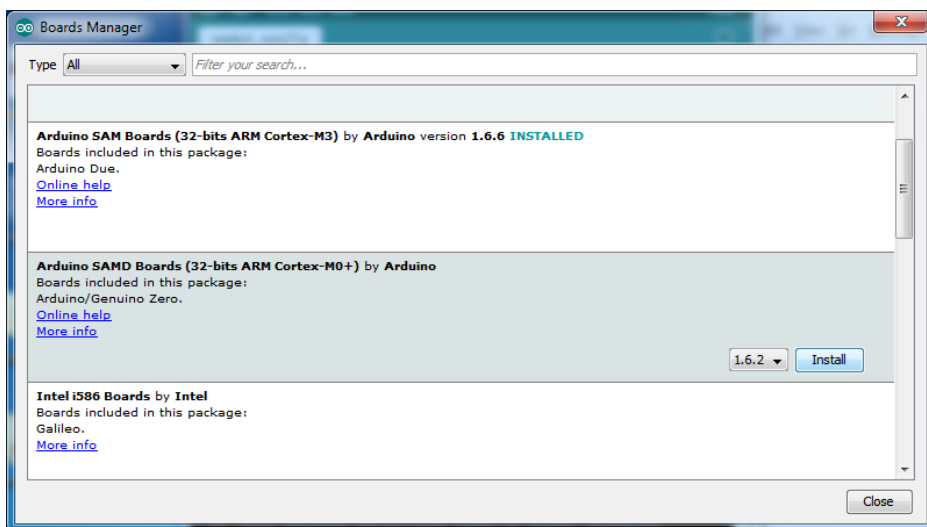 Boards Manager
Type All Filter your search...
Arduino SAM Boards (32-bits ARM Cortex-M3) by Arduino version 1.6.6 INSTALLED
Boards included in this package:
Arduino Due.
Online help
More info
Arduino SAMD Boards (32-bits ARM Cortex-M0+) by Arduino
Boards included in this package:
Arduino/Genuino Zero.
Online help
More info
1.6.2 Install
Intel i586 Boards by Intel
Boards included in this package:
Galileo.
More info
Close